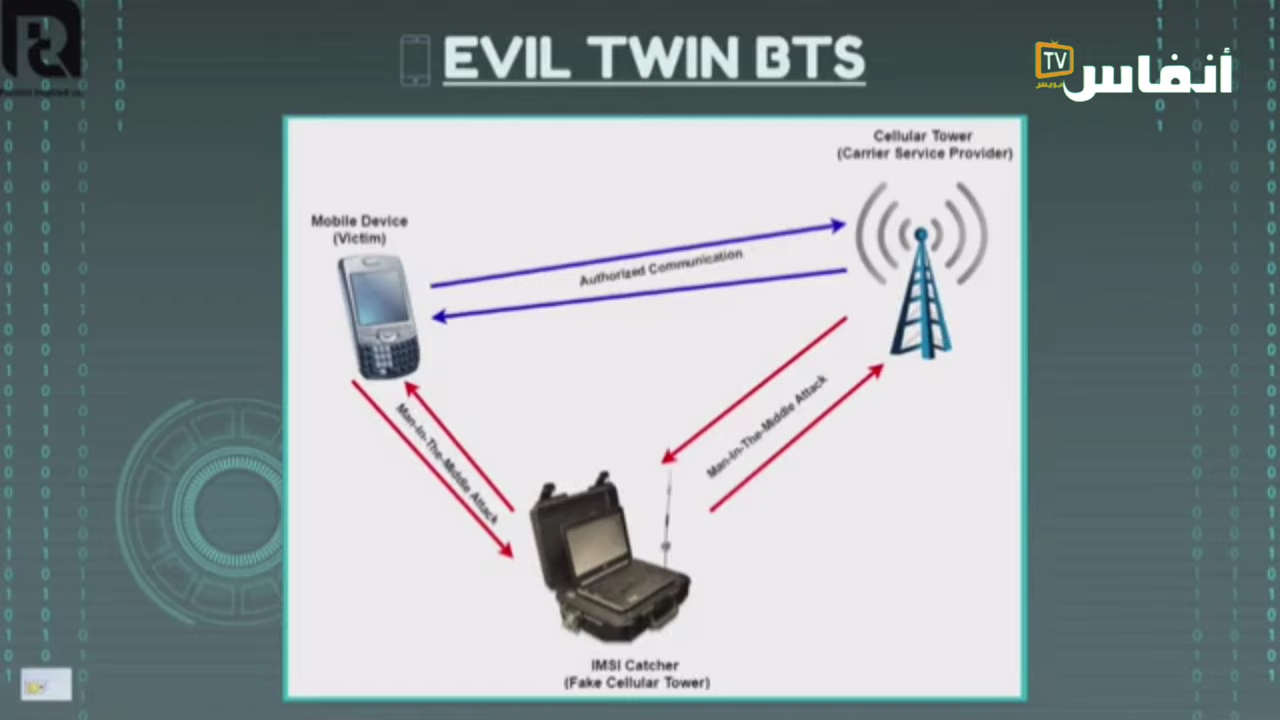 EVIL TWIN BTS
أنفاس
TV
بريس
Cellular Tower
(Carrier Service Provider)
Mobile Device
(Victim)
Authorized Communication
Man-In-The-Middle Attack
Man-In-The-Middle Attack
IMSI Catcher
(Fake Cellular Tower)